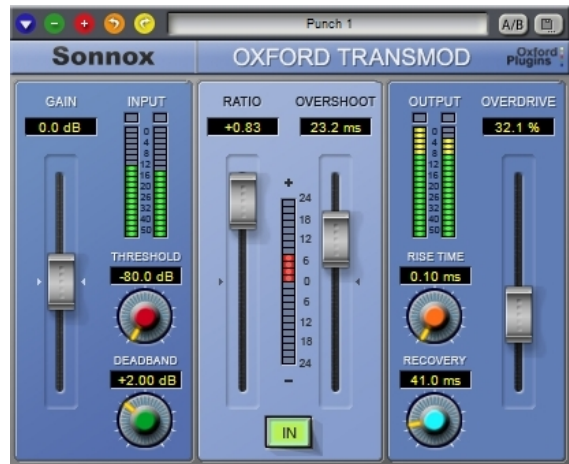 Punch 1
A/B
Sonnox
OXFORD TRANSMOD
Oxford
Plugins
GAIN
INPUT
0.0 dB
0
4
8
12
16
20
26
32
40
50
THRESHOLD
-80.0 dB
DEADBAND
+2.00 dB
RATIO
OVERSHOOT
+0.83
23.2 ms
+
24
18
12
6
0
6
12
18
24
−
IN
OUTPUT
OVERDRIVE
32.1 %
0
4
8
12
16
20
26
32
40
50
RISE TIME
0.10 ms
RECOVERY
41.0 ms